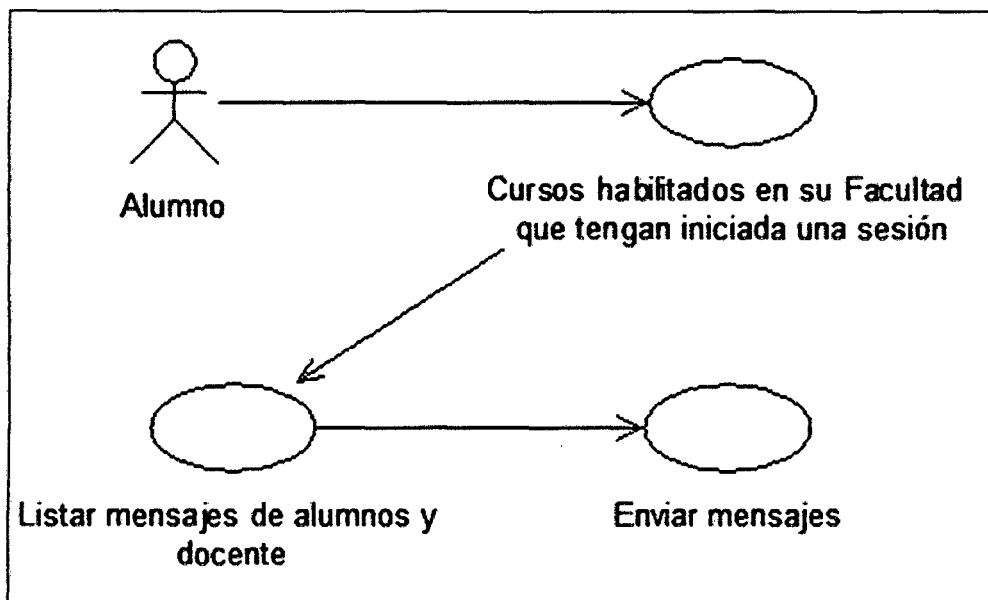 Alumno
Cursos habilitados en su Facultad
que tengan iniciada una sesión
Listar mensajes de alumnos y
docente
Enviar mensajes